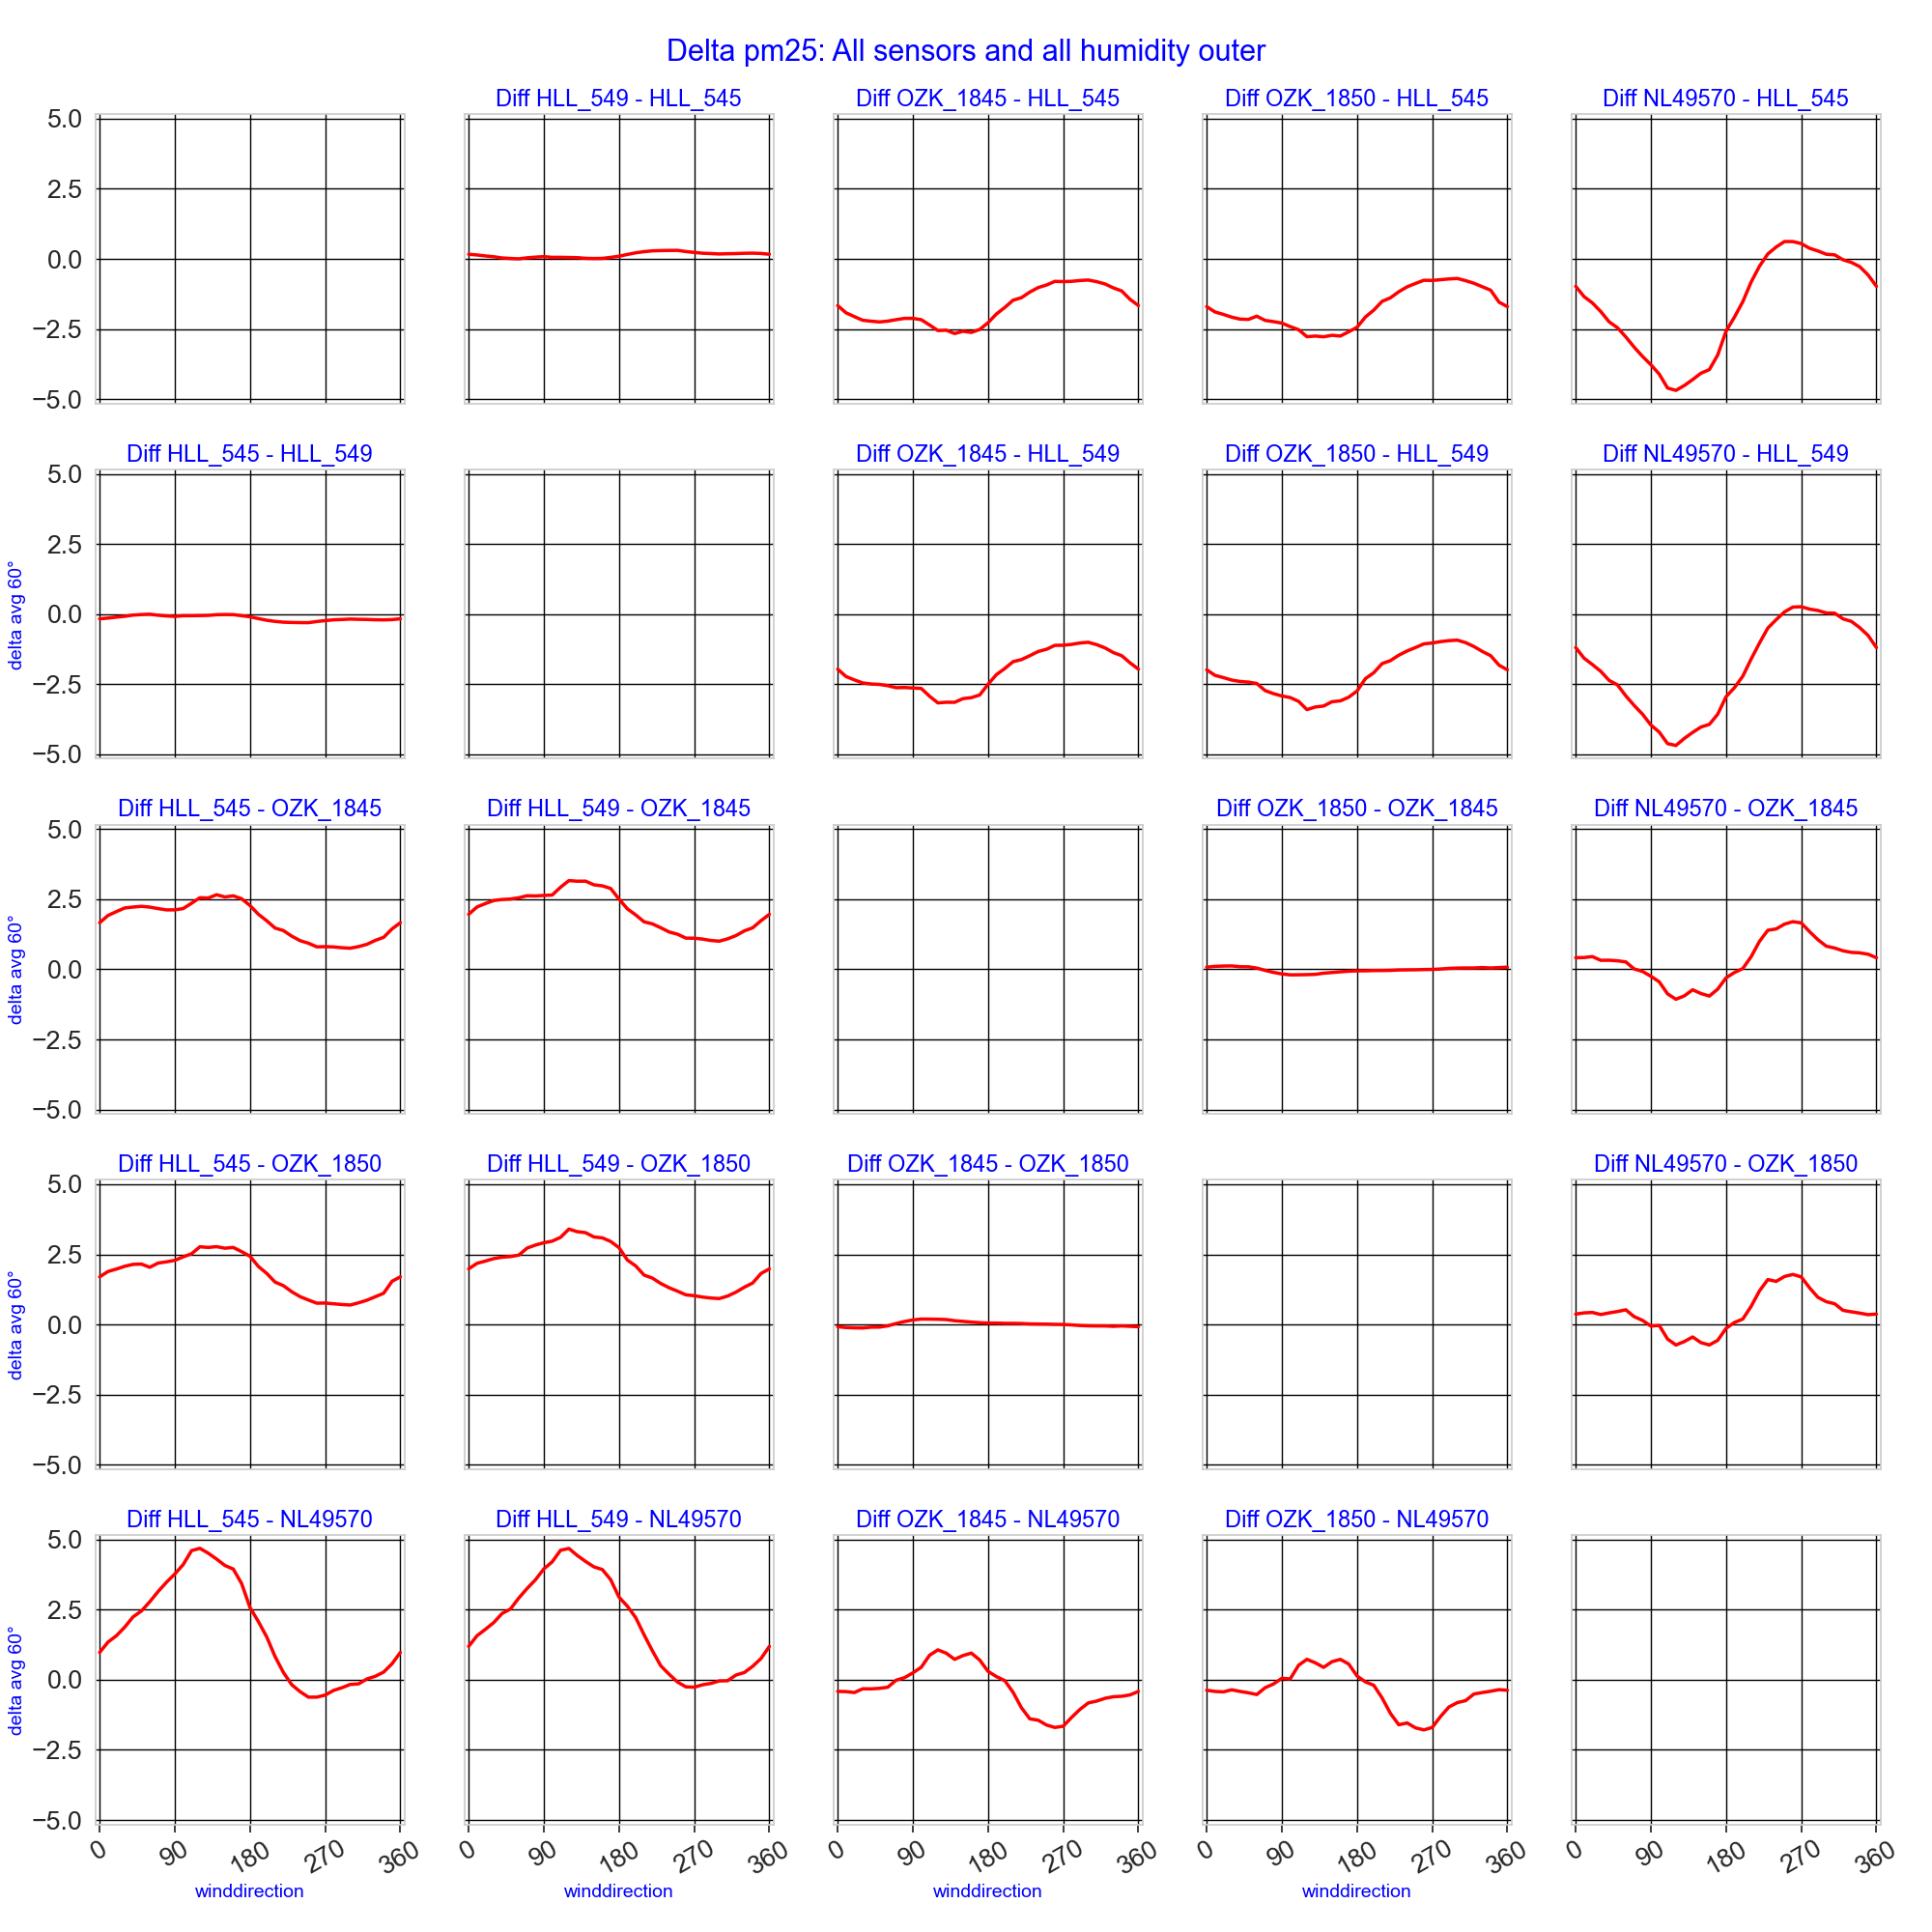 Delta pm25: All sensors and all humidity outer
Diff HLL_549 - HLL_545
Diff OZK_1845 - HLL_545
Diff OZK_1850 - HLL_545
Diff NL49570 - HLL_545
5.0
2.5
0.0
−2.5
−5.0
Diff HLL_545 - HLL_549
Diff OZK_1845 - HLL_549
Diff OZK_1850 - HLL_549
Diff NL49570 - HLL_549
5.0
2.5
0.0
−2.5
−5.0
delta avg 60°
Diff HLL_545 - OZK_1845
Diff HLL_549 - OZK_1845
Diff OZK_1850 - OZK_1845
Diff NL49570 - OZK_1845
5.0
2.5
0.0
−2.5
−5.0
delta avg 60°
Diff HLL_545 - OZK_1850
Diff HLL_549 - OZK_1850
Diff OZK_1845 - OZK_1850
Diff NL49570 - OZK_1850
5.0
2.5
0.0
−2.5
−5.0
delta avg 60°
Diff HLL_545 - NL49570
Diff HLL_549 - NL49570
Diff OZK_1845 - NL49570
Diff OZK_1850 - NL49570
5.0
2.5
0.0
−2.5
−5.0
delta avg 60°
0 90 180 270 360
0 90 180 270 360
0 90 180 270 360
0 90 180 270 360
0 90 180 270 360
winddirection
winddirection
winddirection
winddirection